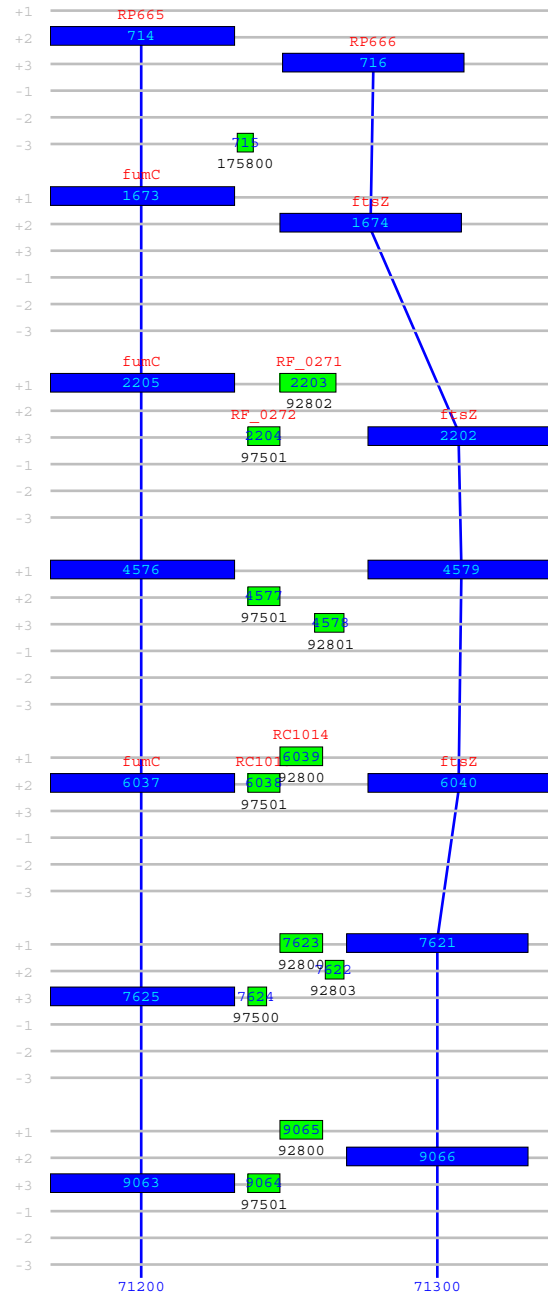 +1
RP665
+2 714 RP666
+3 716
-1
-2
-3 715
175800
fumC
+1 1673 ftsZ
+2 1674
+3
-1
-2
-3
fumC RF_0271
+1 2205 2203
92802
+2 RF_0272 ftsZ
+3 2204 2202
97501
-1
-2
-3
+1 4576 4579
+2 4577
97501
+3 4578
92801
-1
-2
-3
RC1014
+1 6039
fumC RC101 92800 ftsZ
+2 6037 6038 6040
97501
+3
-1
-2
-3
+1 7623 7621
92800
+2 7622
92803
+3 7625 7624
97500
-1
-2
-3
+1 9065
92800
+2 9066
+3 9063 9064
97501
-1
-2
-3
71200 71300